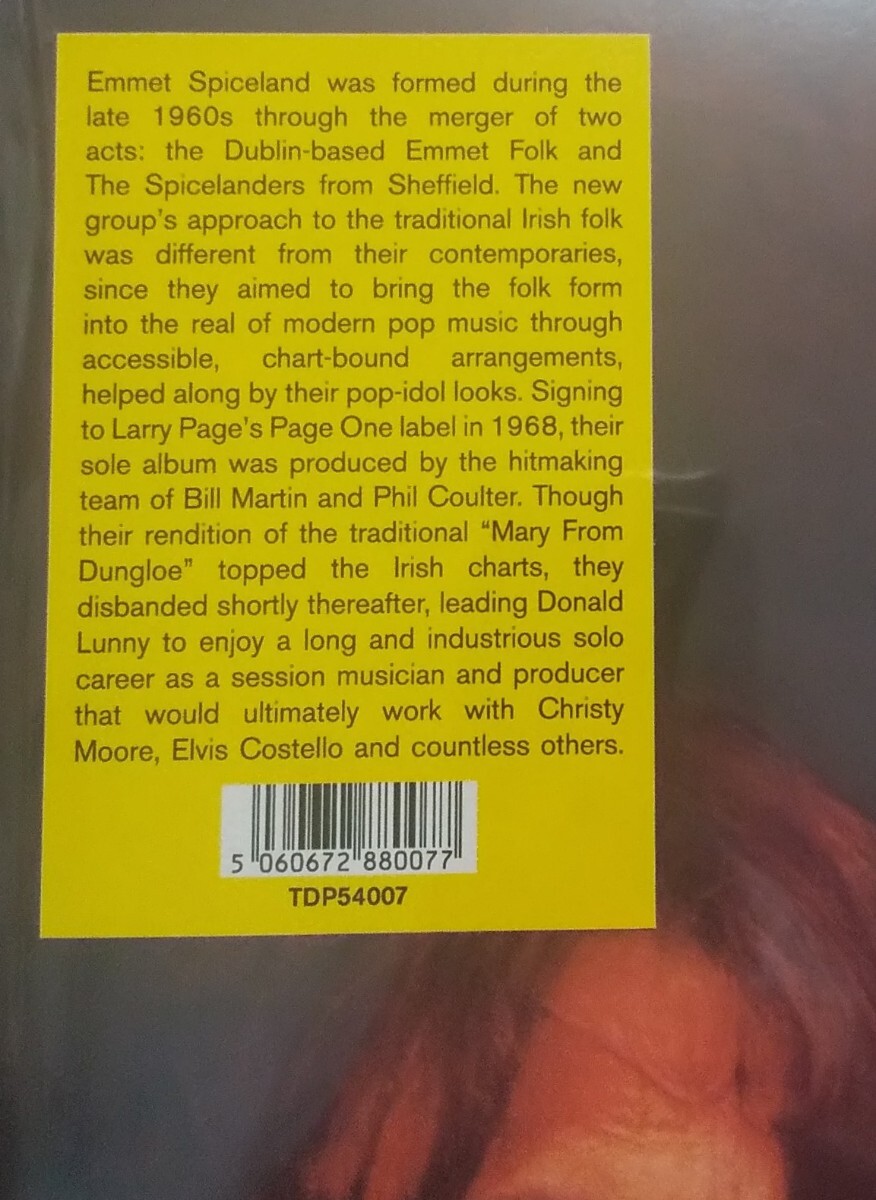 Emmet Spiceland was formed during the
late 1960s through the merger of two
acts: the Dublin-based Emmet Folk and
The Spicelanders from Sheffield. The new
group's approach to the traditional Irish folk
was different from their contemporaries,
since they aimed to bring the folk form
into the real of modern pop music through
accessible, chart-bound arrangements,
helped along by their pop-idol looks. Signing
to Larry Page's Page One label in 1968, their
sole album was produced by the hitmaking
team of Bill Martin and Phil Coulter. Though
their rendition of the traditional “Mary From
Dungloe” topped the Irish charts, they
disbanded shortly thereafter, leading Donald
Lunny to enjoy a long and industrious solo
career as a session musician and producer
that would ultimately work with Christy
Moore, Elvis Costello and countless others.
5 060672 880077
TDP54007